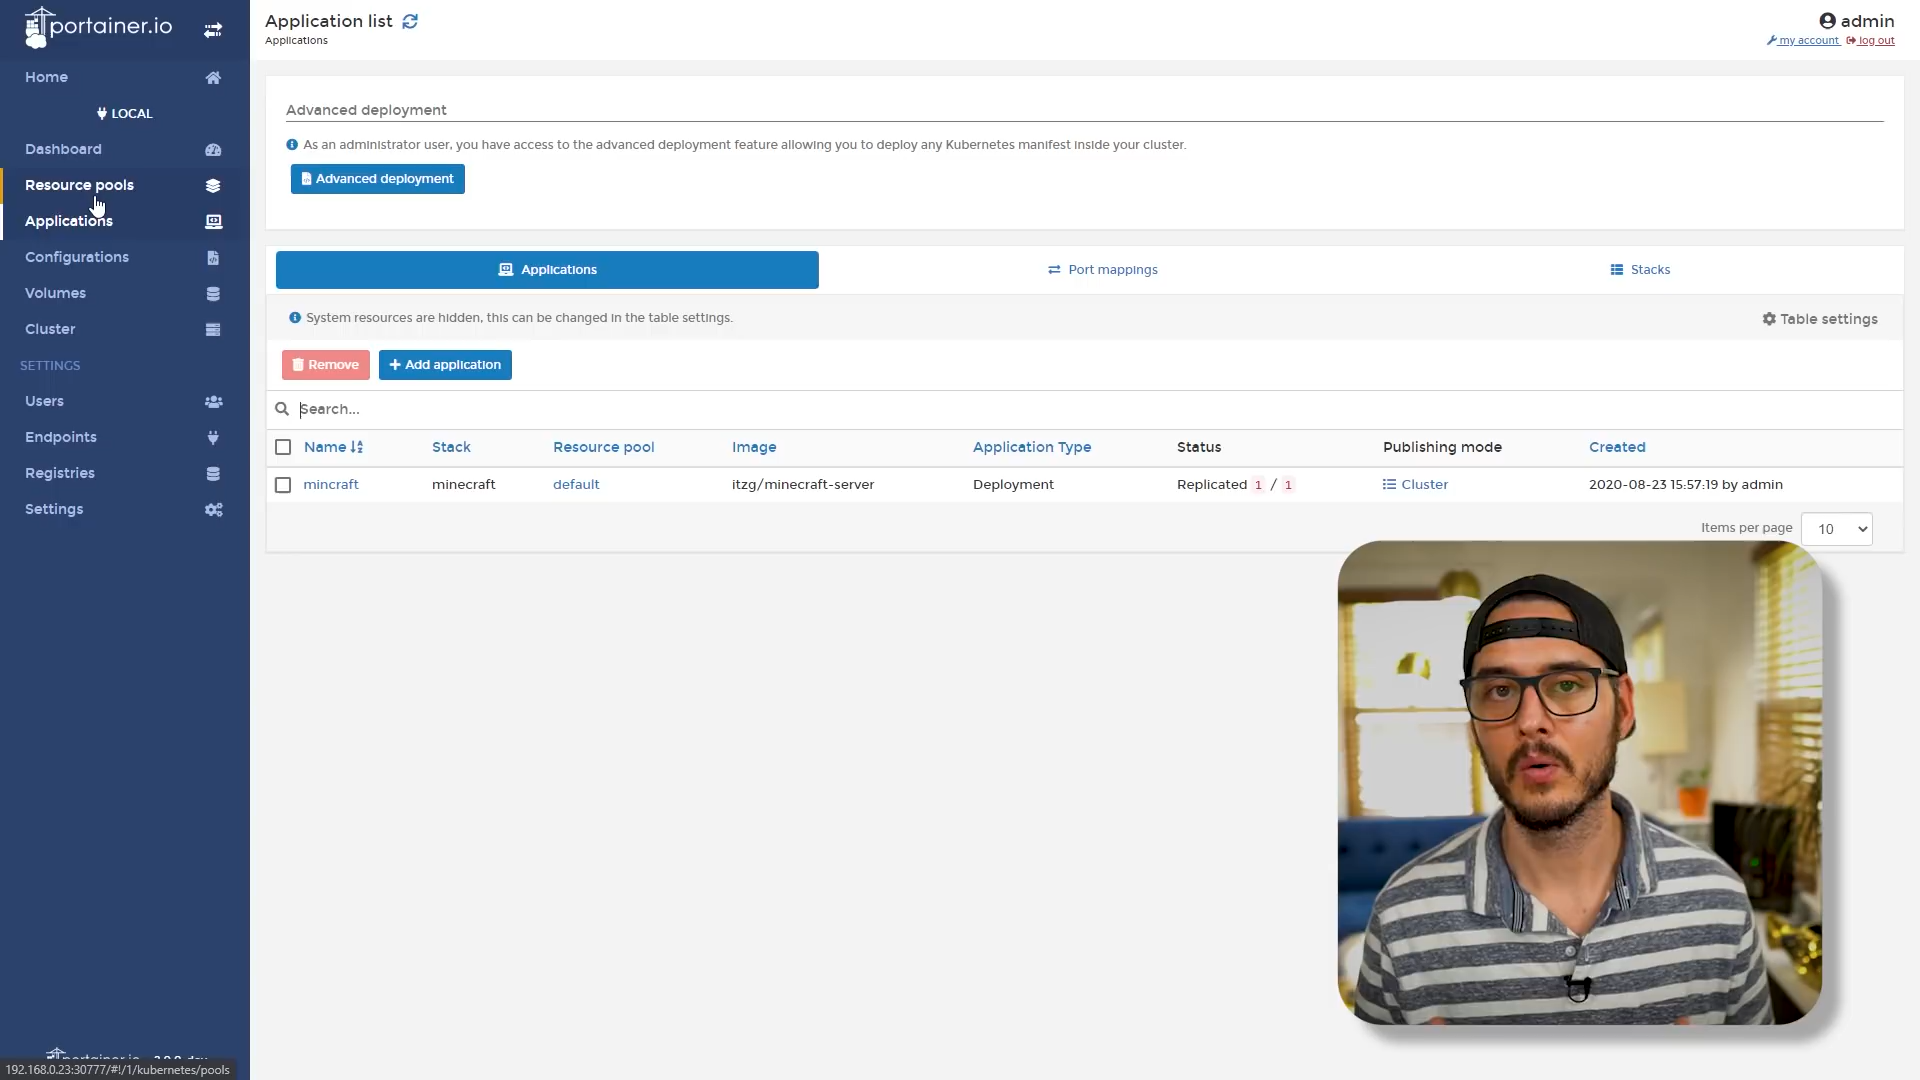 portainer.io
Home
LOCAL
Dashboard
Resource pools
Applications
Configurations
Volumes
Cluster
SETTINGS
Users
Endpoints
Registries
Settings
192.168.0.23:30777/#!/1/kubernetes/pools
Application list
Applications
admin
my account log out
Advanced deployment
As an administrator user, you have access to the advanced deployment feature allowing you to deploy any Kubernetes manifest inside your cluster.
Advanced deployment
Applications Port mappings Stacks
System resources are hidden, this can be changed in the table settings. Table settings
Remove Add application
Search...
Name Stack Resource pool Image Application Type Status Publishing mode Created
mincraft minecraft default itzg/minecraft-server Deployment Replicated 1 / 1 Cluster 2020-08-23 15:57:19 by admin
Items per page 10